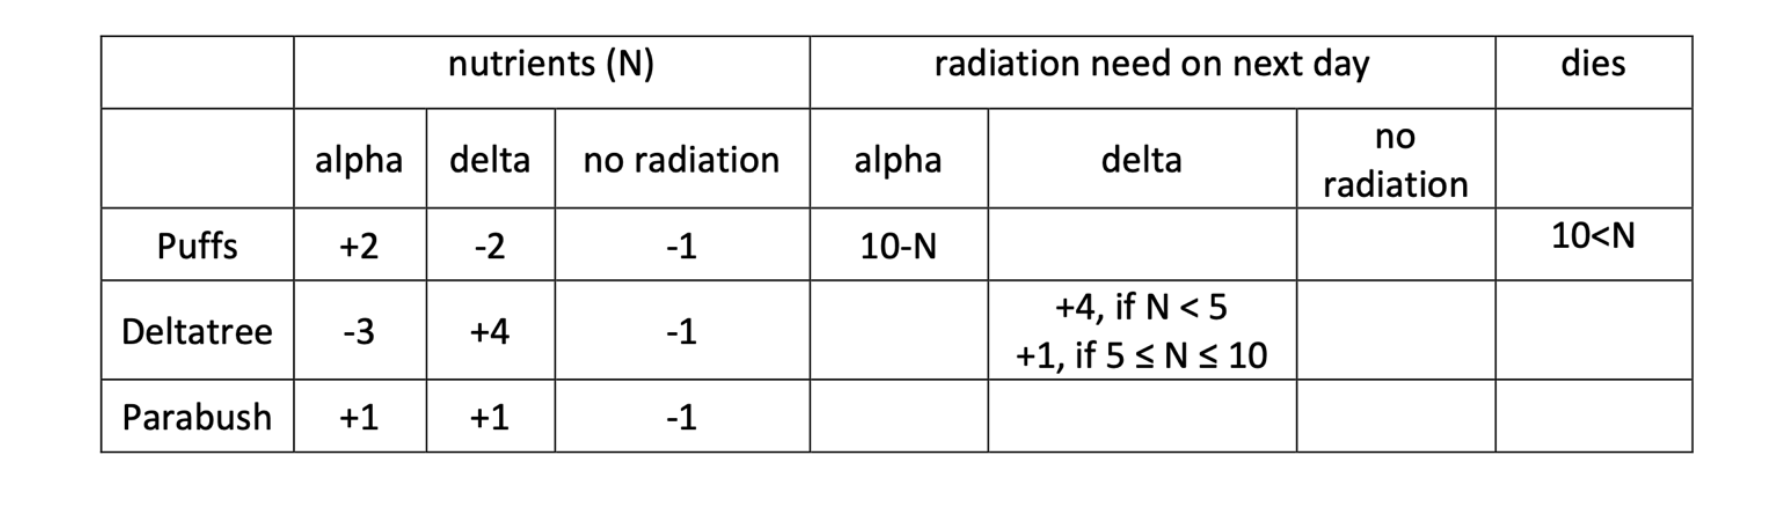 nutrients (N) radiation need on next day dies
alpha delta no radiation alpha delta no
radiation
Puffs +2 -2 -1 10-N 10<N
Deltatree -3 +4 -1 +4, if N < 5
+1, if 5 ≤ N ≤ 10
Parabush +1 +1 -1